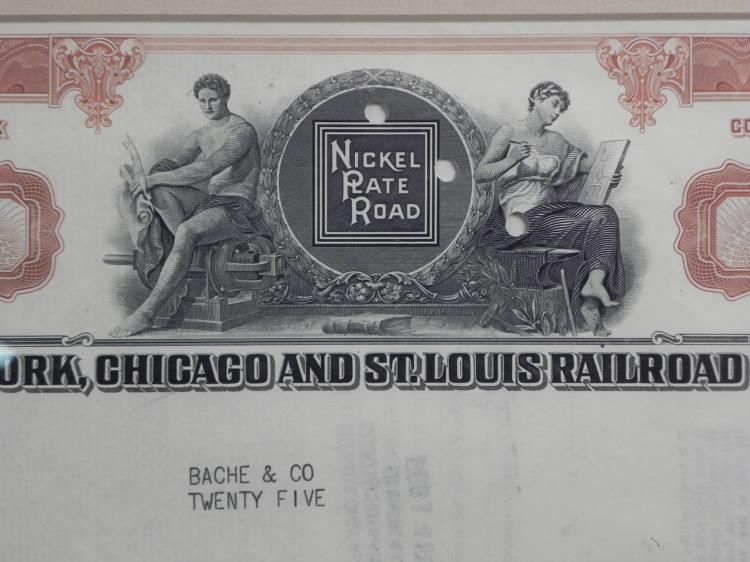 NICKEL
PLATE
ROAD
ORK, CHICAGO AND ST. LOUIS RAILROAD
BACHE & CO
TWENTY FIVE